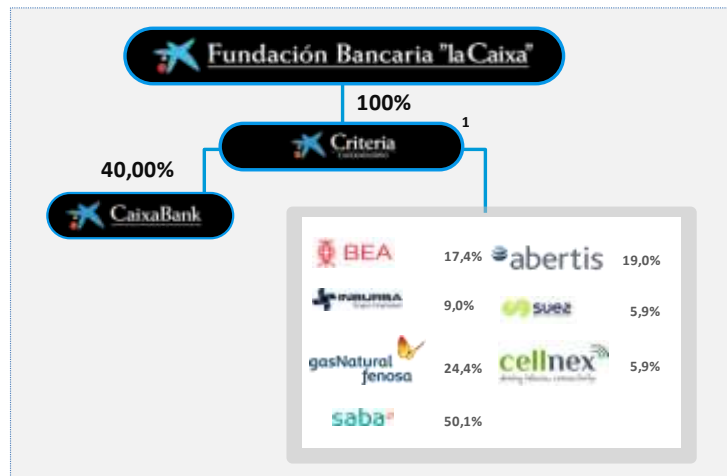 Fundación Bancaria "la Caixa"
100%
Criteria
1
40,00%
CaixaBank
BEA
17,4%
abertis
19,0%
INBURSA
9,0%
suez
5,9%
gasNatural
fenosa
24,4%
cellnex
5,9%
saba
50,1%